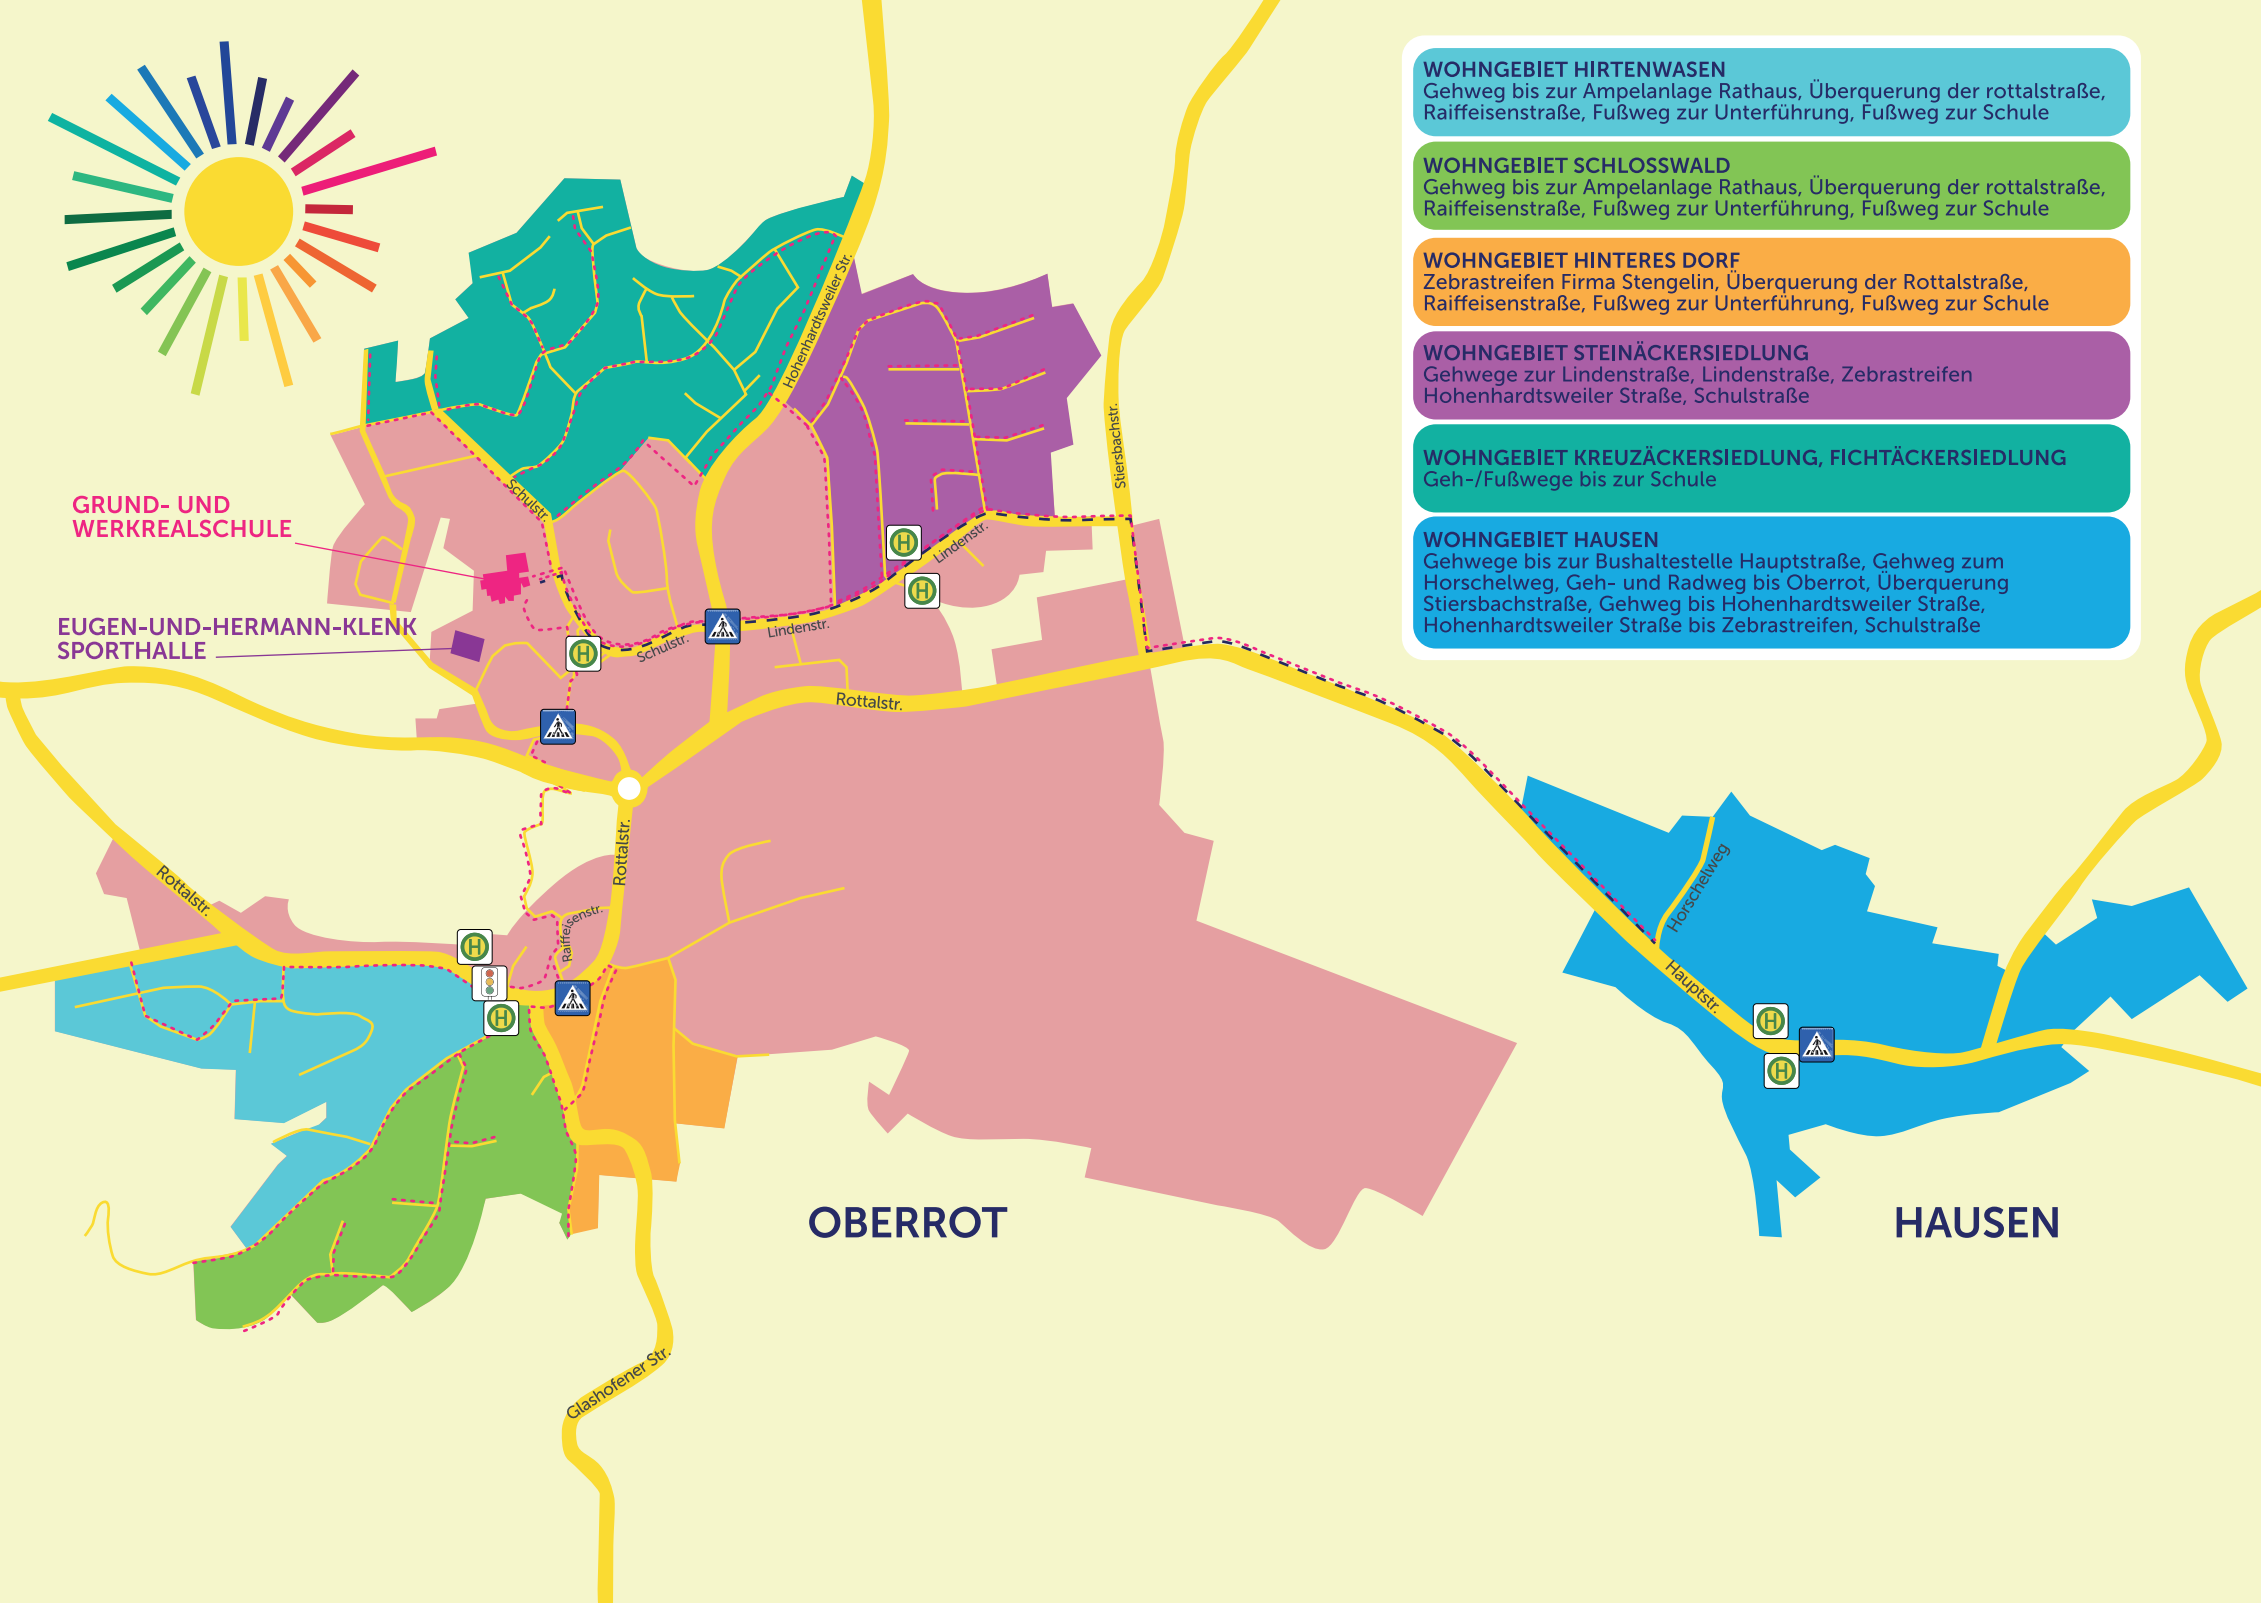 WOHNGEBIET HIRTENWASEN
Gehweg bis zur Ampelanlage Rathaus, Überquerung der rottalstraße,
Raiffeisenstraße, Fußweg zur Unterführung, Fußweg zur Schule
WOHNGEBIET SCHLOSSWALD
Gehweg bis zur Ampelanlage Rathaus, Überquerung der rottalstraße,
Raiffeisenstraße, Fußweg zur Unterführung, Fußweg zur Schule
WOHNGEBIET HINTERES DORF
Zebrastreifen Firma Stengelin, Überquerung der Rottalstraße,
Raiffeisenstraße, Fußweg zur Unterführung, Fußweg zur Schule
WOHNGEBIET STEINÄCKERSIEDLUNG
Gehwege zur Lindenstraße, Lindenstraße, Zebrastreifen
Hohenhardtsweiler Straße, Schulstraße
WOHNGEBIET KREUZÄCKERSIEDLUNG, FICHTÄCKERSIEDLUNG
Geh-/Fußwege bis zur Schule
WOHNGEBIET HAUSEN
Gehwege bis zur Bushaltestelle Hauptstraße, Gehweg zum
Horschelweg, Geh- und Radweg bis Oberrot, Überquerung
Stiersbachstraße, Gehweg bis Hohenhardtsweiler Straße,
Hohenhardtsweiler Straße bis Zebrastreifen, Schulstraße
Hohenhardtsweiler Str.
Stiersbachstr.
Schulstr.
GRUND- UND
WERKREALSCHULE
H
Lindenstr.
H
EUGEN-UND-HERMANN-KLENK
SPORTHALLE
H
Schulstr.
Lindenstr.
Rottalstr.
Rottalstr.
Rottalstr.
Raiffeisenstr.
H
H
Horschelweg
Hauptstr.
H
H
OBERROT
HAUSEN
Glashofener Str.